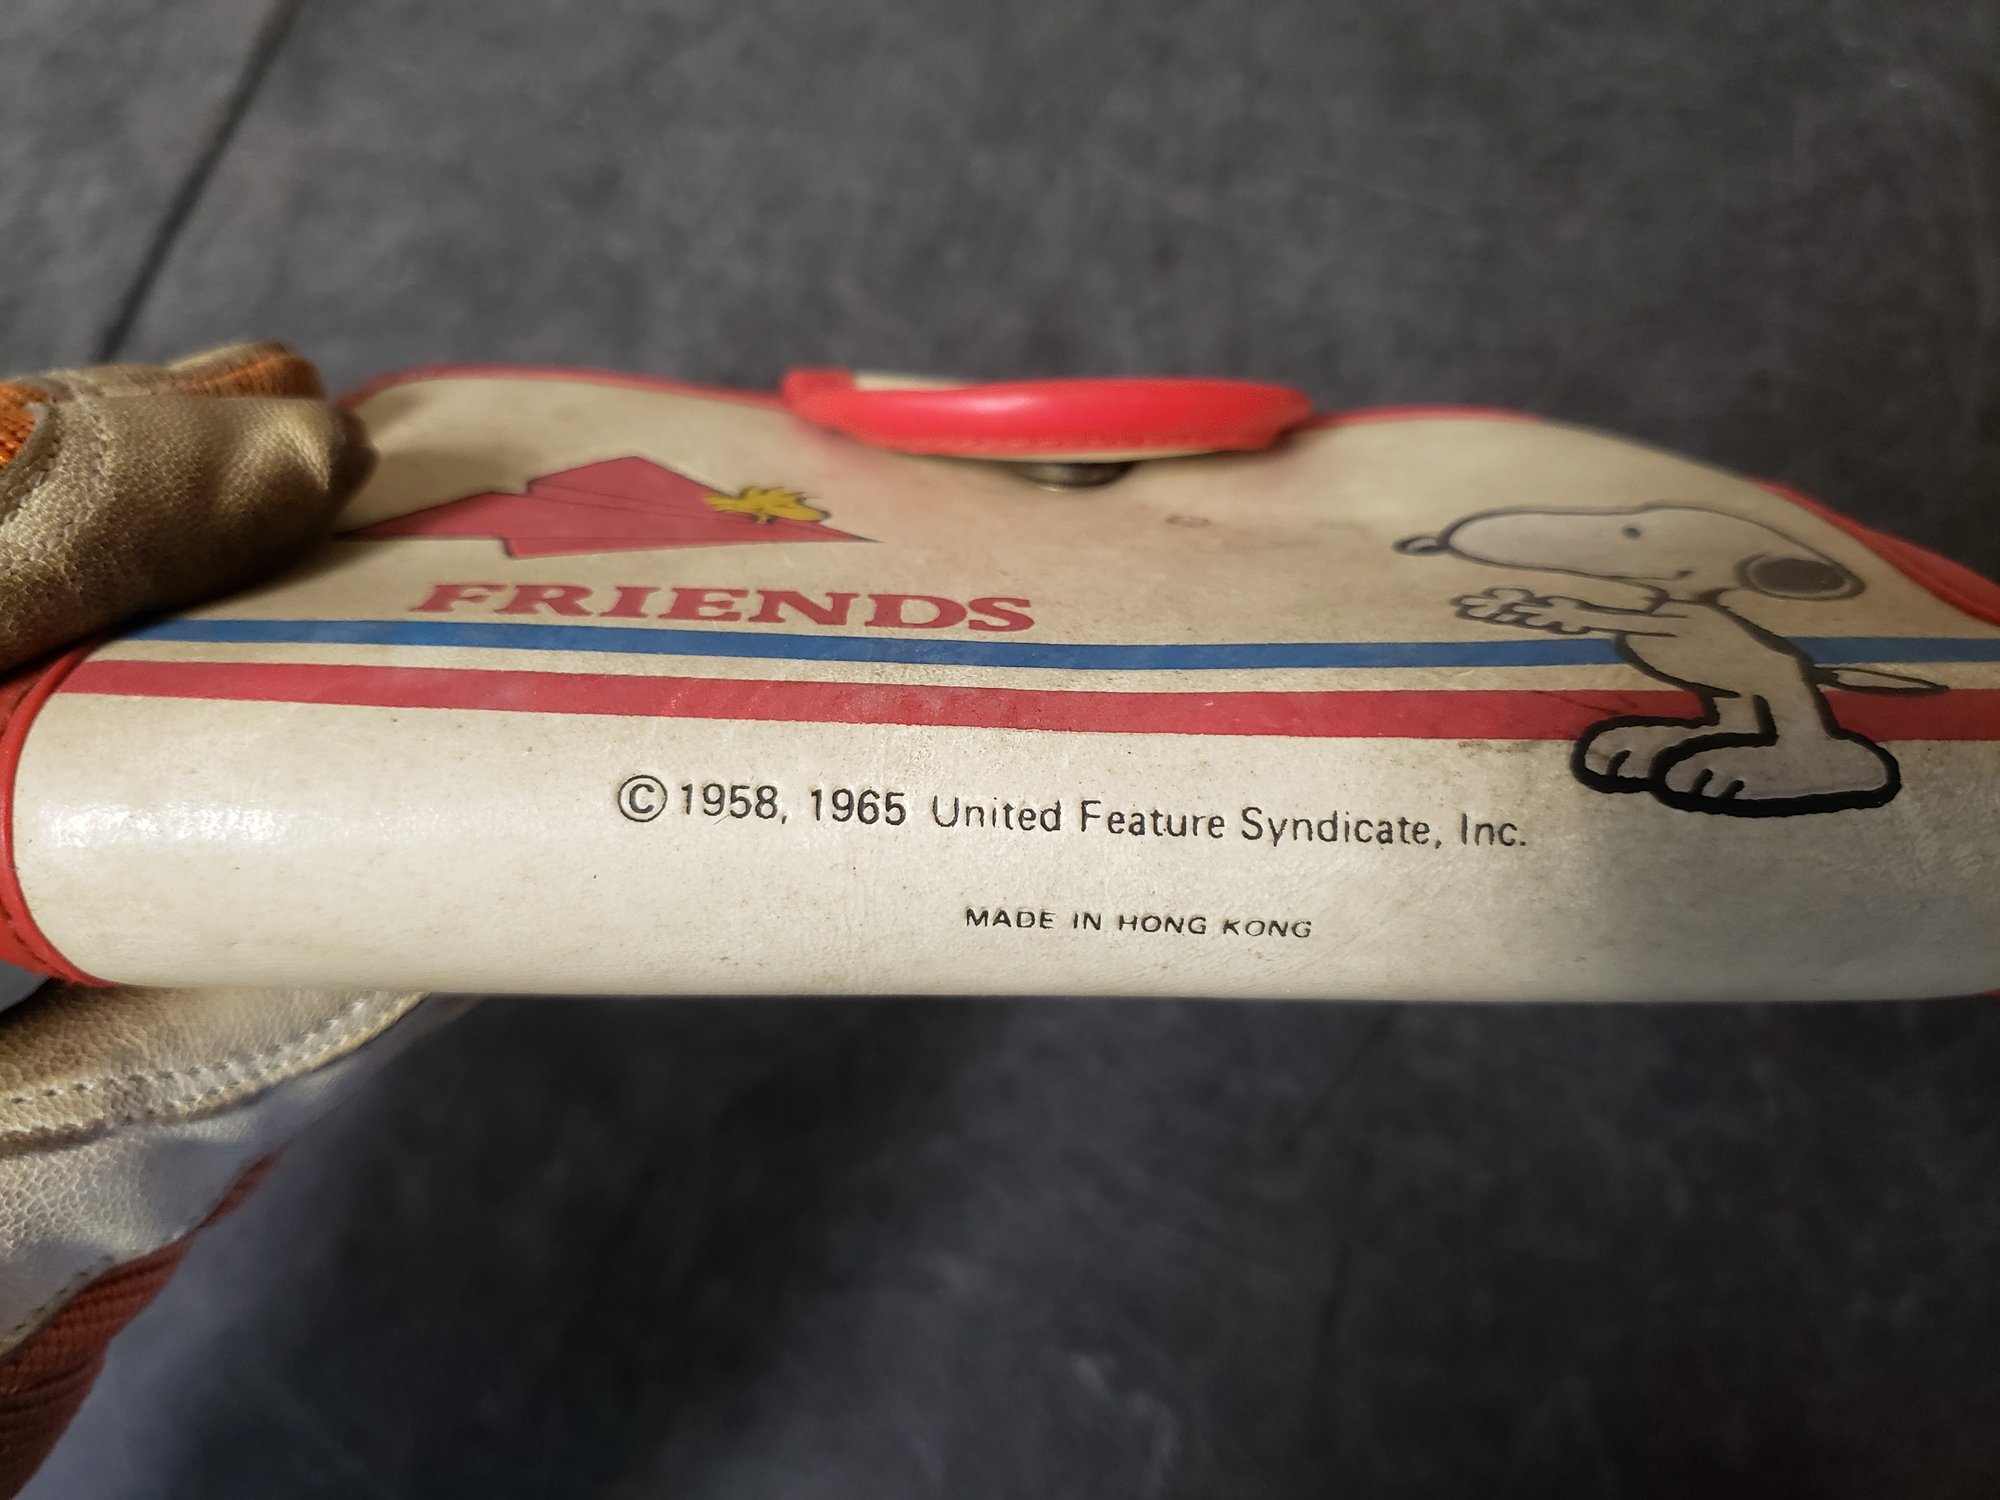 FRIENDS
© 1958, 1965 United Feature Syndicate, Inc.
MADE IN HONG KONG